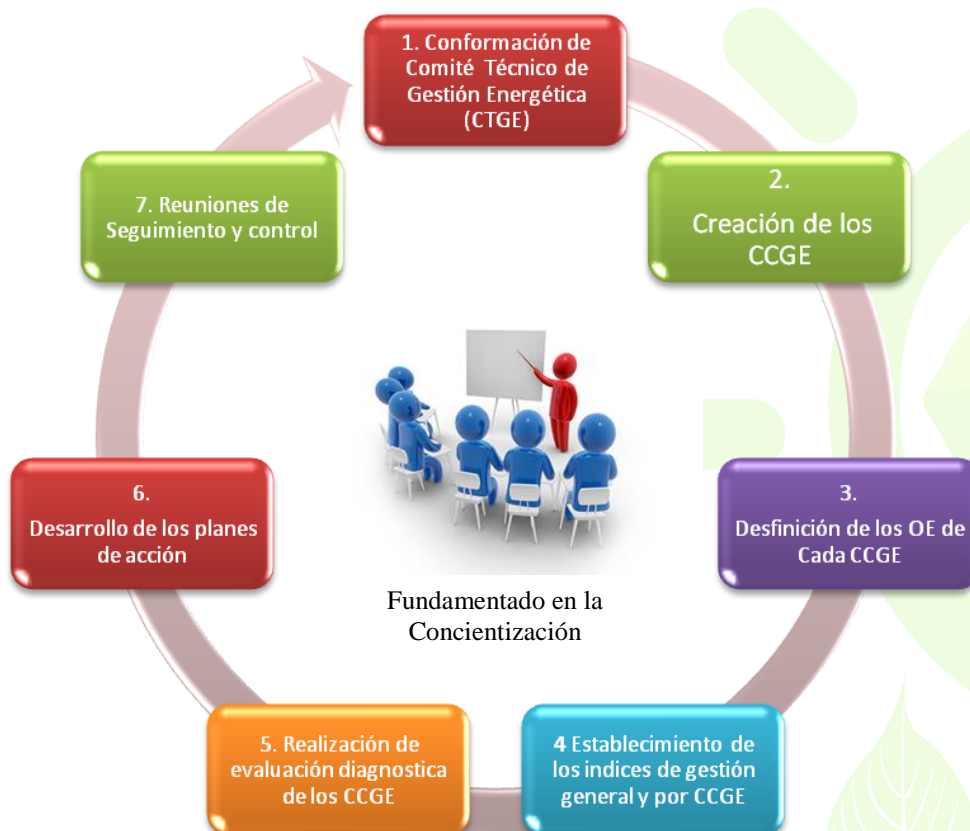 1. Conformación de
Comité Técnico de
Gestión Energética
(CTGE)
2.
Creación de los
CCGE
3.
Desfinición de los OE de
Cada CCGE
4 Establecimiento de
los indices de gestión
general y por CCGE
5. Realización de
evaluación diagnostica
de los CCGE
6.
Desarrollo de los planes
de acción
7. Reuniones de
Seguimiento y control
Fundamentado en la
Concientización